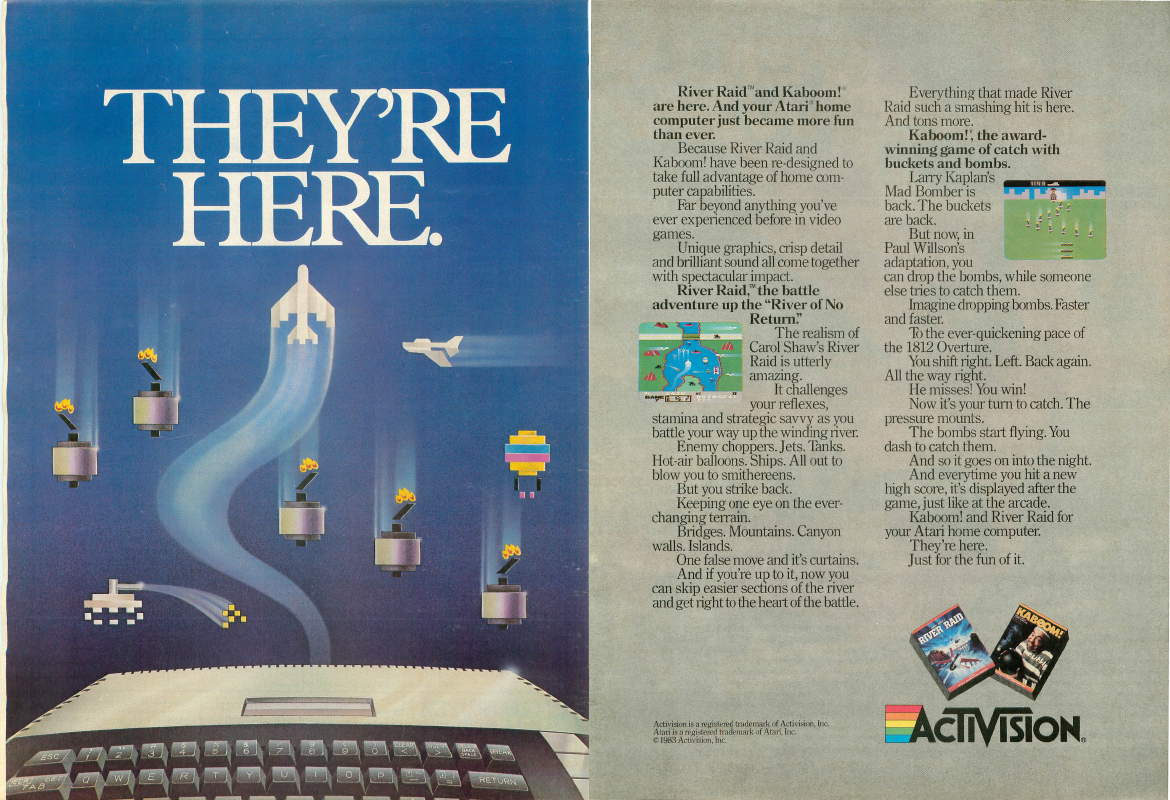 THEY'RE
HERE.
ESC 1 2 3 4 5 6 7 8 9 0 BREAK
TAB Q W E R T Y U I O P RETURN
River Raid™ and Kaboom!®
are here. And your Atari® home
computer just became more fun
than ever.
Because River Raid and
Kaboom! have been re-designed to
take full advantage of home com-
puter capabilities.
Far beyond anything you've
ever experienced before in video
games.
Unique graphics, crisp detail
and brilliant sound all come together
with spectacular impact.
River Raid,™ the battle
adventure up the “River of No
Return.”
The realism of
Carol Shaw's River
Raid is utterly
amazing.
It challenges
your reflexes,
stamina and strategic savvy as you
battle your way up the winding river.
Enemy choppers. Jets. Tanks.
Hot-air balloons. Ships. All out to
blow you to smithereens.
But you strike back.
Keeping one eye on the ever-
changing terrain.
Bridges. Mountains. Canyon
walls. Islands.
One false move and it's curtains.
And if you're up to it, now you
can skip easier sections of the river
and get right to the heart of the battle.
Activision is a registered trademark of Activision, Inc.
Atari is a registered trademark of Atari, Inc.
© 1983 Activision, Inc.
Everything that made River
Raid such a smashing hit is here.
And tons more.
Kaboom!®, the award-
winning game of catch with
buckets and bombs.
Larry Kaplan's
Mad Bomber is
back. The buckets
are back.
But now, in
Paul Willson's
adaptation, you
can drop the bombs, while someone
else tries to catch them.
Imagine dropping bombs. Faster
and faster.
To the ever-quickening pace of
the 1812 Overture.
You shift right. Left. Back again.
All the way right.
He misses! You win!
Now it's your turn to catch. The
pressure mounts.
The bombs start flying. You
dash to catch them.
And so it goes on into the night.
And everytime you hit a new
high score, it's displayed after the
game, just like at the arcade.
Kaboom! and River Raid for
your Atari home computer.
They're here.
Just for the fun of it.
RIVER RAID
KABOOM!
ACTIVISION®